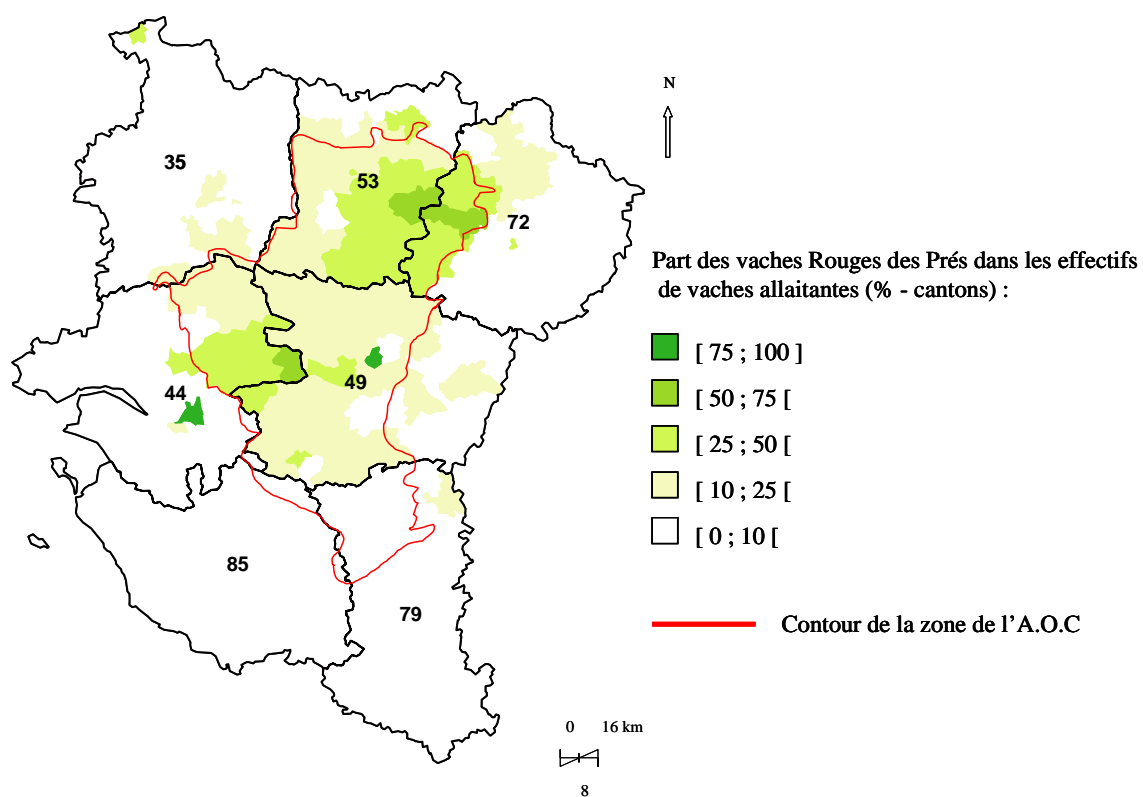 N
35
53
72
44
49
85
79
Part des vaches Rouges des Prés dans les effectifs
de vaches allaitantes (% - cantons) :
[ 75 ; 100 ]
[ 50 ; 75 [
[ 25 ; 50 [
[ 10 ; 25 [
[ 0 ; 10 [
Contour de la zone de l’A.O.C
0 16 km
8